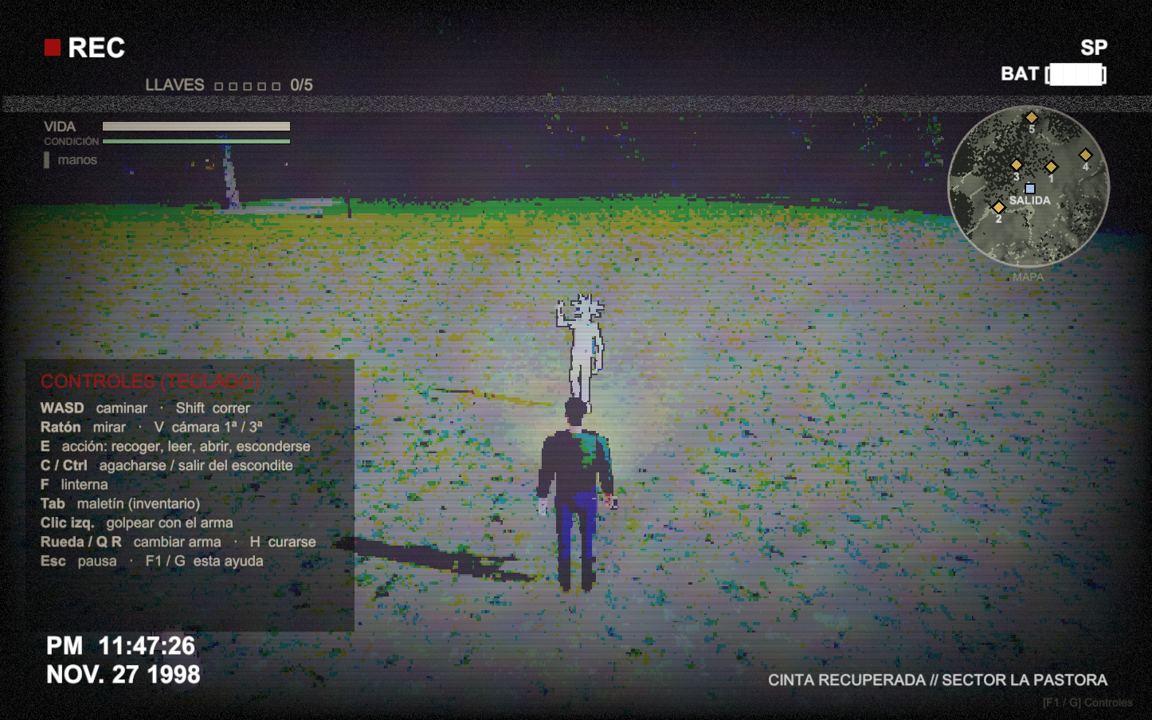 REC
SP
LLAVES 0/5
BAT
VIDA
CONDICIÓN
manos
5
4
3
1
SALIDA
2
MAPA
CONTROLES (TECLADO)
WASD caminar · Shift correr
Ratón mirar · V cámara 1ª / 3ª
E acción: recoger, leer, abrir, esconderse
C / Ctrl agacharse / salir del escondite
F linterna
Tab maletín (inventario)
Clic izq. golpear con el arma
Rueda / Q R cambiar arma · H curarse
Esc pausa · F1 / G esta ayuda
PM 11:47:26
NOV. 27 1998
CINTA RECUPERADA // SECTOR LA PASTORA
[F1 / G] Controles